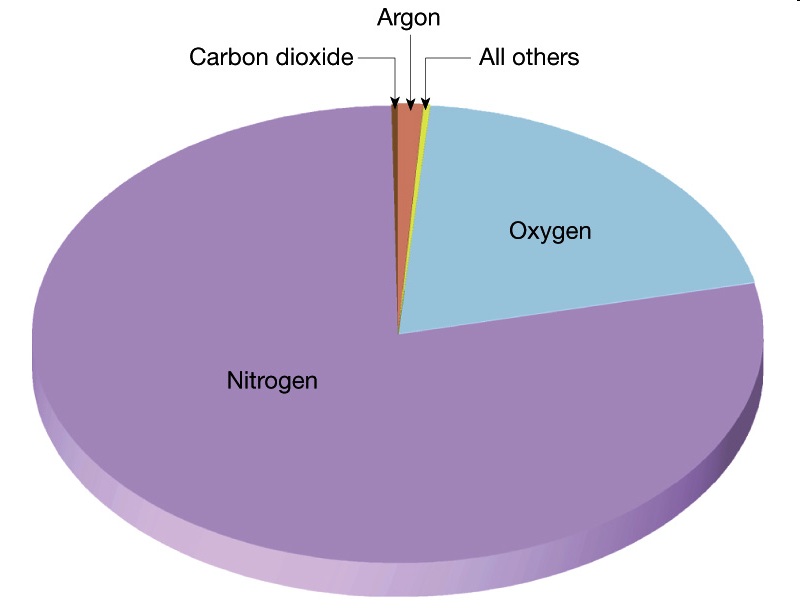 Argon
Carbon dioxide
All others
Oxygen
Nitrogen